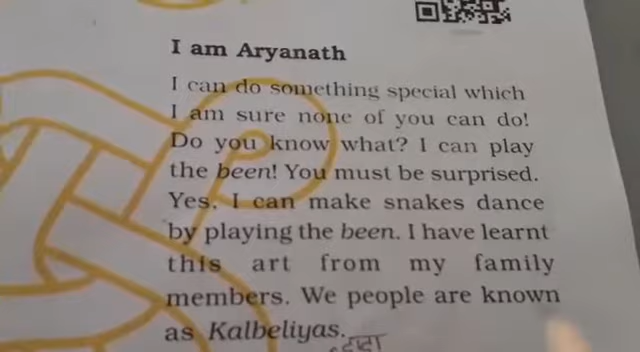 I am Aryanath
I can do something special which
I am sure none of you can do!
Do you know what? I can play
the been! You must be surprised.
Yes, I can make snakes dance
by playing the been. I have learnt
this art from my family
members. We people are known
as Kalbeliyas.